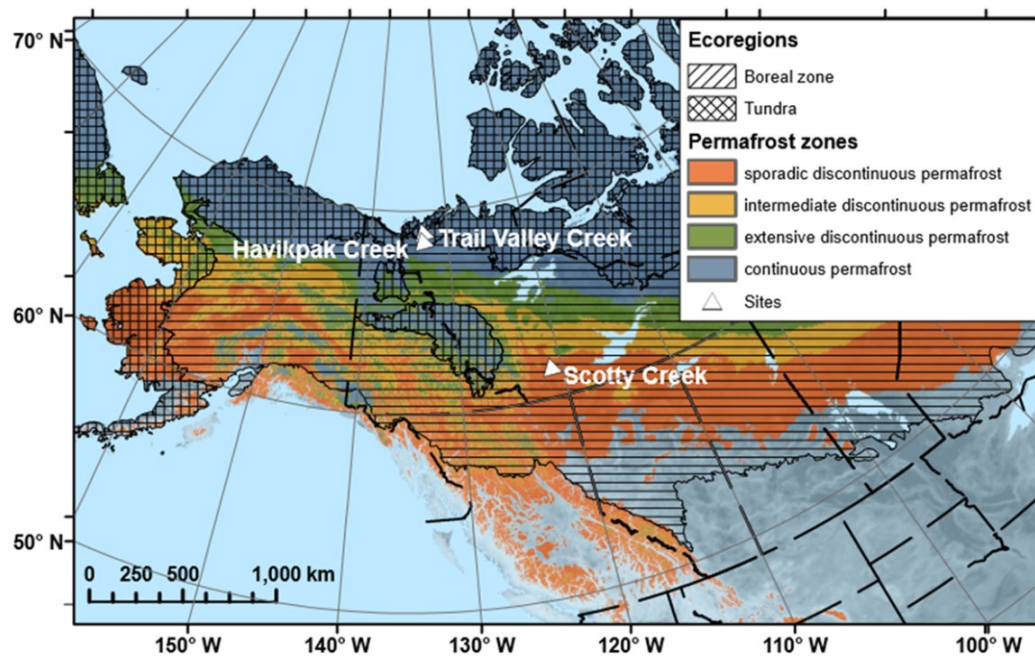 70° N
60° N
50° N
Ecoregions
Boreal zone
Tundra
Permafrost zones
sporadic discontinuous permafrost
intermediate discontinuous permafrost
extensive discontinuous permafrost
continuous permafrost
Sites
Havikpak Creek
Trail Valley Creek
Scotty Creek
0 250 500 1,000 km
150° W 140° W 130° W 120° W 110° W 100° W